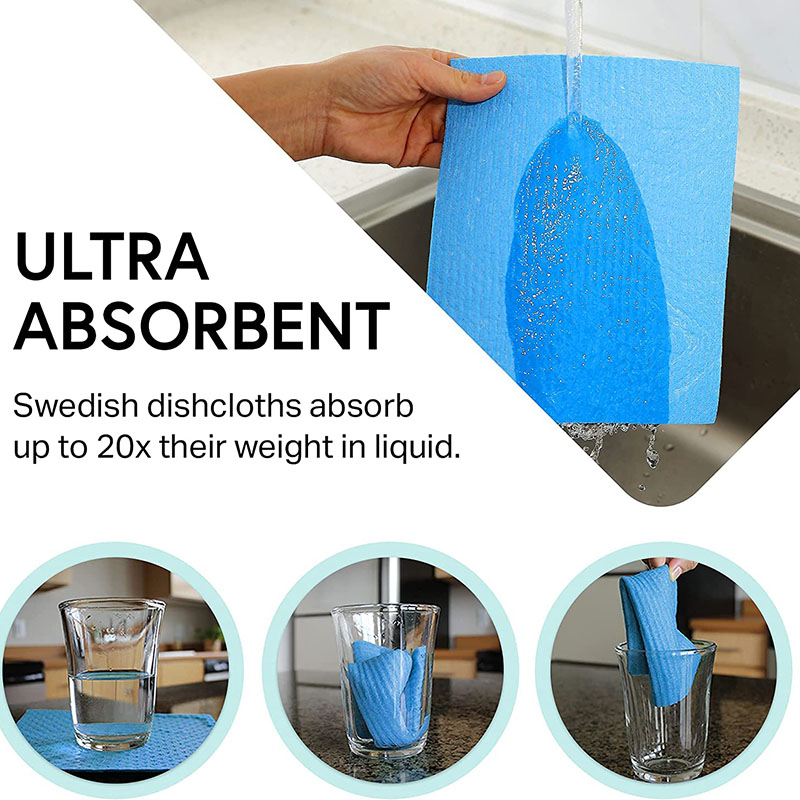 ULTRA
ABSORBENT
Swedish dishcloths absorb
up to 20x their weight in liquid.